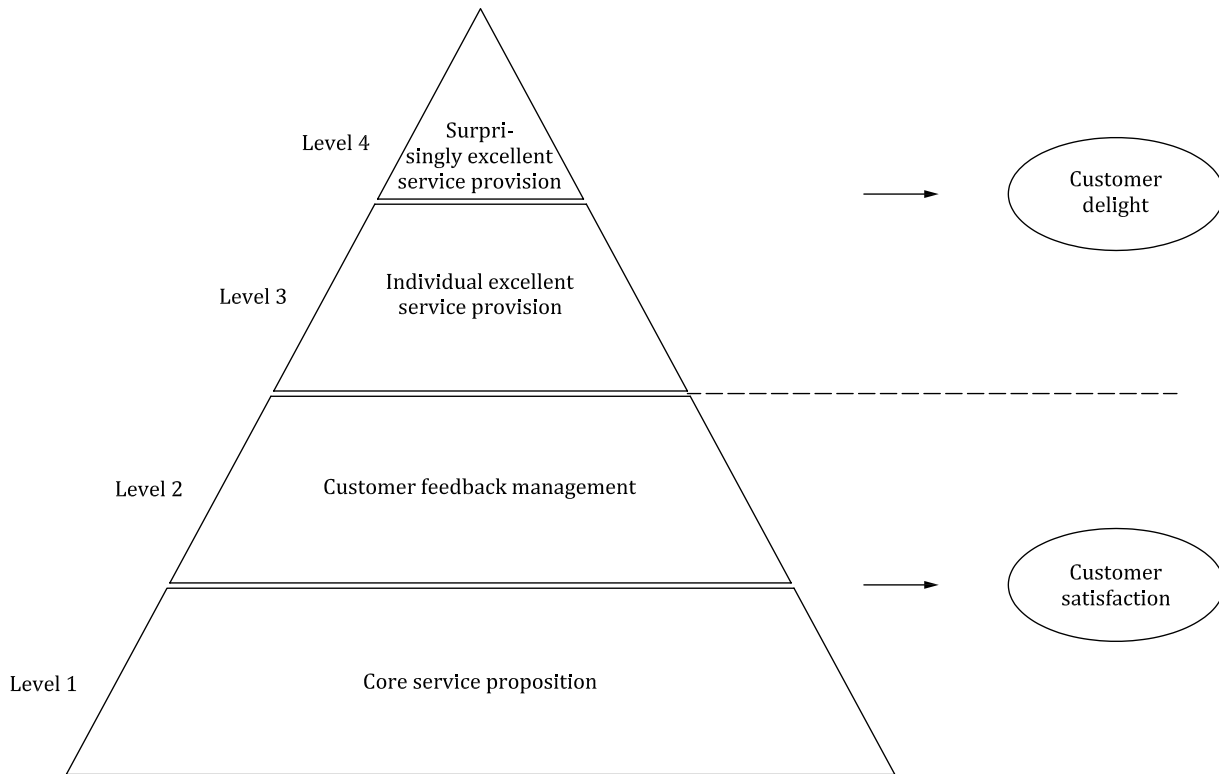 Level 4
Surpri-
singly excellent
service provision
Customer
delight
Level 3
Individual excellent
service provision
Level 2
Customer feedback management
Customer
satisfaction
Level 1
Core service proposition